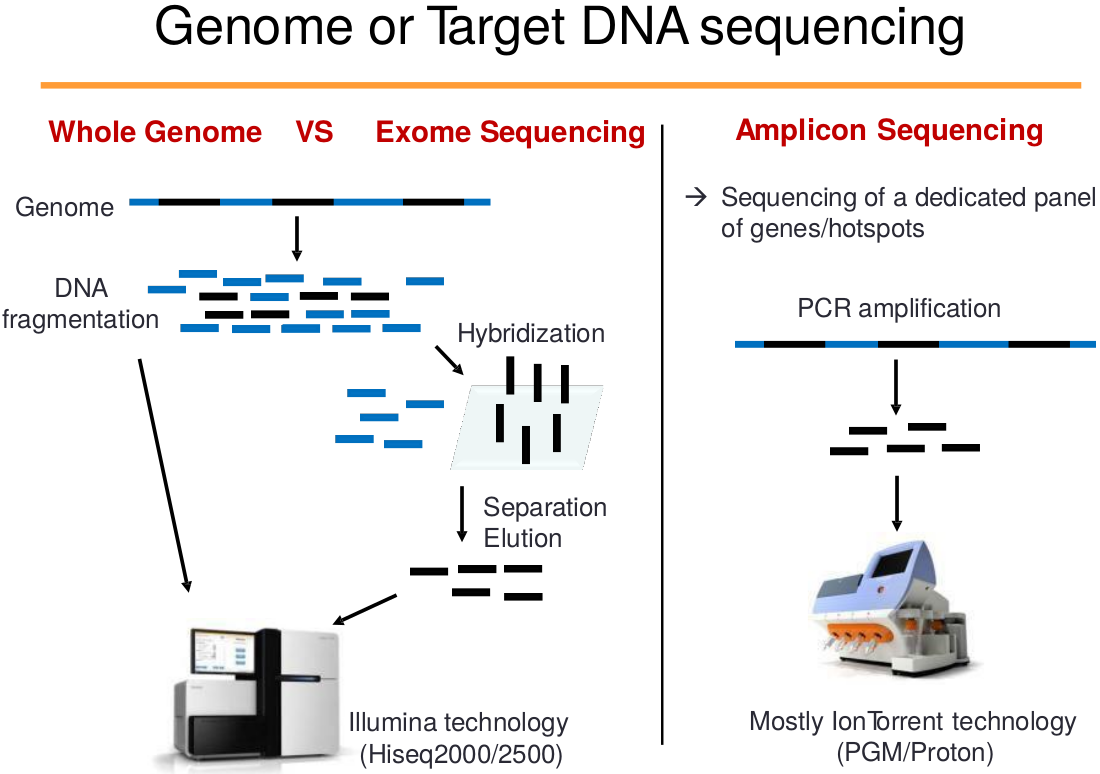 Genome or Target DNA sequencing
Whole Genome VS Exome Sequencing
Genome
DNA
fragmentation
Hybridization
Separation
Elution
Illumina technology
(Hiseq2000/2500)
Amplicon Sequencing
→ Sequencing of a dedicated panel
of genes/hotspots
PCR amplification
Mostly IonTorrent technology
(PGM/Proton)